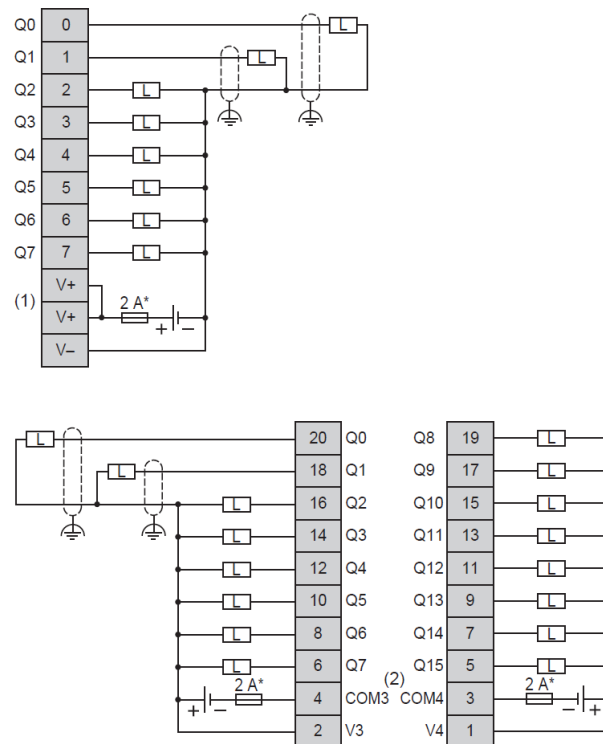 Q0 0 L
Q1 1 L
Q2 2 L
Q3 3 L
Q4 4 L
Q5 5 L
Q6 6 L
Q7 7 L
V+
(1) V+ 2 A* + −
V−
L 20 Q0 Q8 19 L
L 18 Q1 Q9 17 L
L 16 Q2 Q10 15 L
L 14 Q3 Q11 13 L
L 12 Q4 Q12 11 L
L 10 Q5 Q13 9 L
L 8 Q6 Q14 7 L
L 6 Q7 Q15 5 L
(2)
+ − 2 A* 4 COM3 COM4 3 2 A* − +
2 V3 V4 1